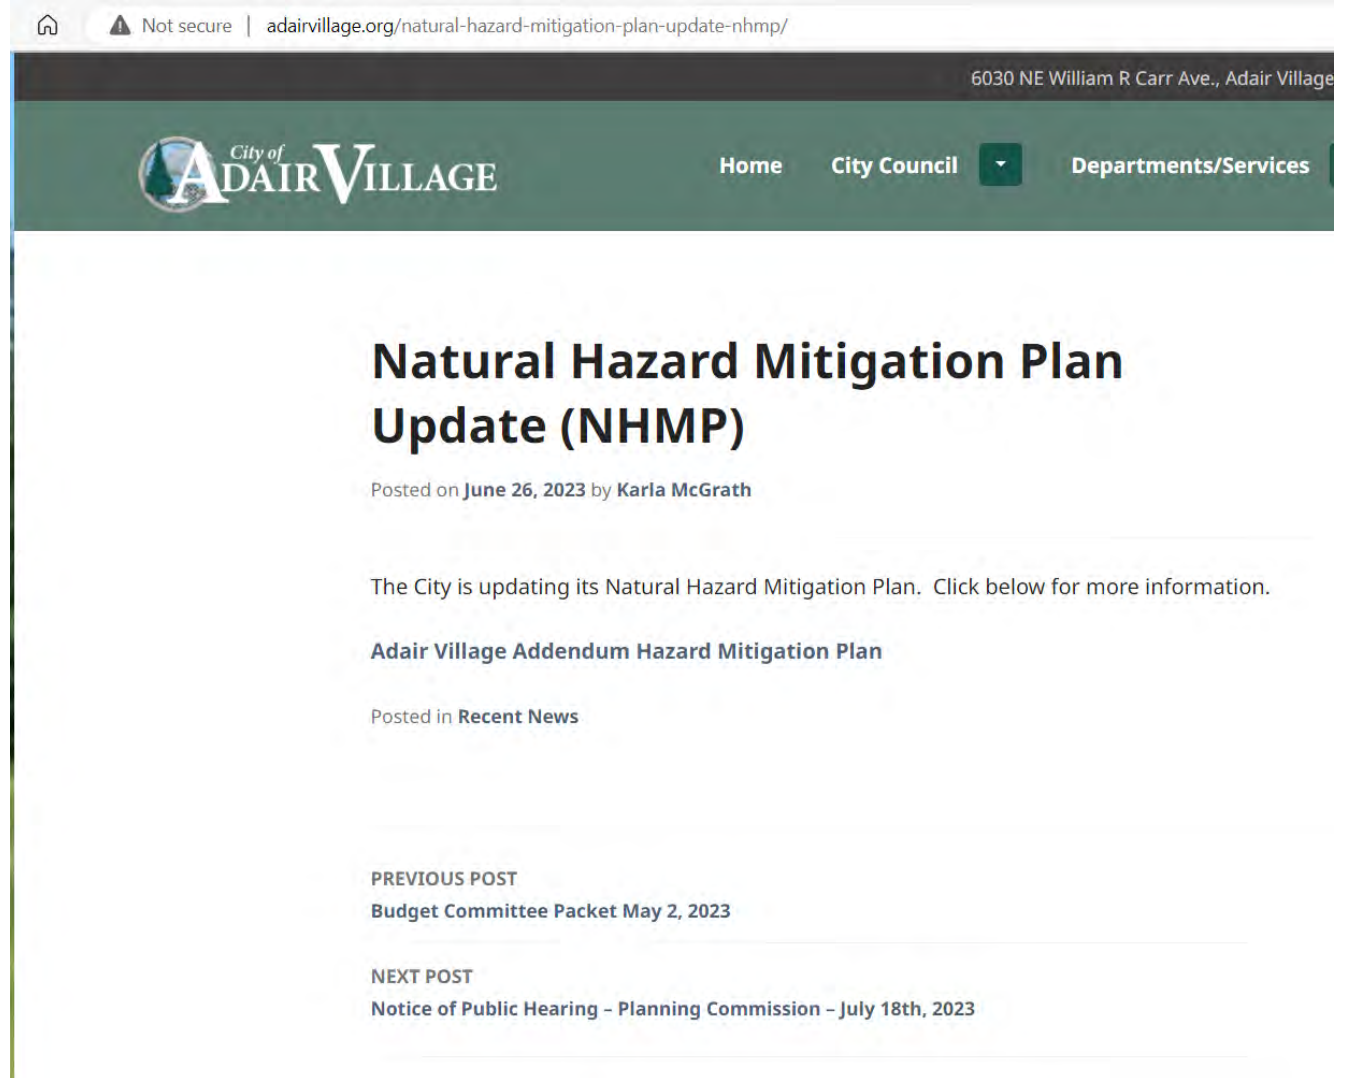 Not secure | adairvillage.org/natural-hazard-mitigation-plan-update-nhmp/
6030 NE William R Carr Ave., Adair Village
City of
ADAIR VILLAGE
Home City Council Departments/Services
Natural Hazard Mitigation Plan
Update (NHMP)
Posted on June 26, 2023 by Karla McGrath
The City is updating its Natural Hazard Mitigation Plan.  Click below for more information.
Adair Village Addendum Hazard Mitigation Plan
Posted in Recent News
PREVIOUS POST
Budget Committee Packet May 2, 2023
NEXT POST
Notice of Public Hearing – Planning Commission – July 18th, 2023